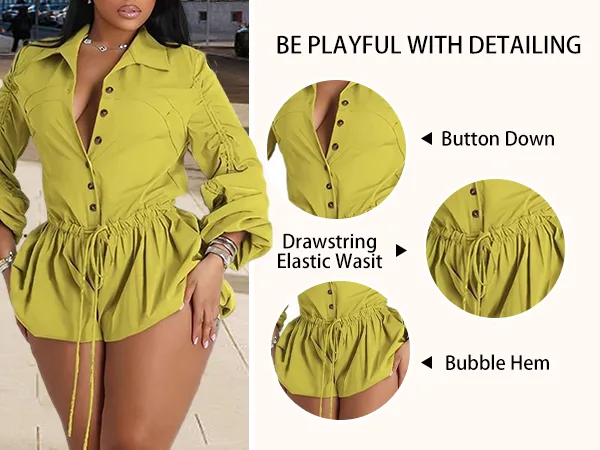 BE PLAYFUL WITH DETAILING
Button Down
Drawstring
Elastic Wasit
Bubble Hem